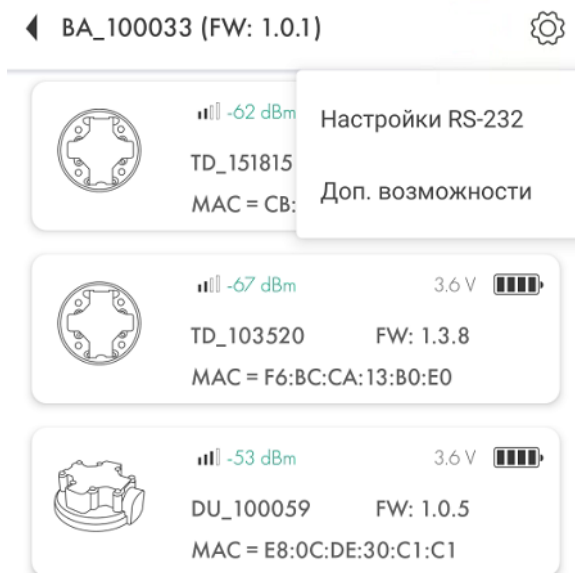 BA_100033 (FW: 1.0.1)
-62 dBm
Настройки RS-232
TD_151815
MAC = CB:
Доп. возможности
-67 dBm 3.6 V
TD_103520 FW: 1.3.8
MAC = F6:BC:CA:13:B0:E0
-53 dBm 3.6 V
DU_100059 FW: 1.0.5
MAC = E8:0C:DE:30:C1:C1